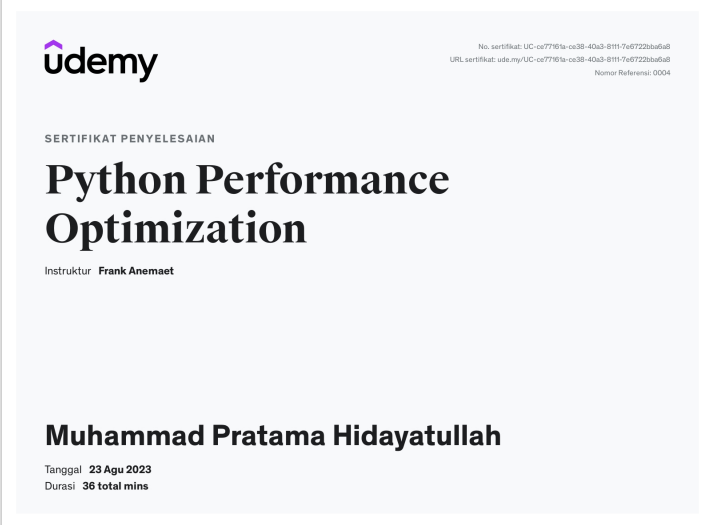 udemy
No. sertifikat: UC-ce77161a-ce38-40a3-8111-7e6722bba6a8
URL sertifikat: ude.my/UC-ce77161a-ce38-40a3-8111-7e6722bba6a8
Nomor Referensi: 0004
SERTIFIKAT PENYELESAIAN
Python Performance
Optimization
Instruktur Frank Anemaet
Muhammad Pratama Hidayatullah
Tanggal 23 Agu 2023
Durasi 36 total mins